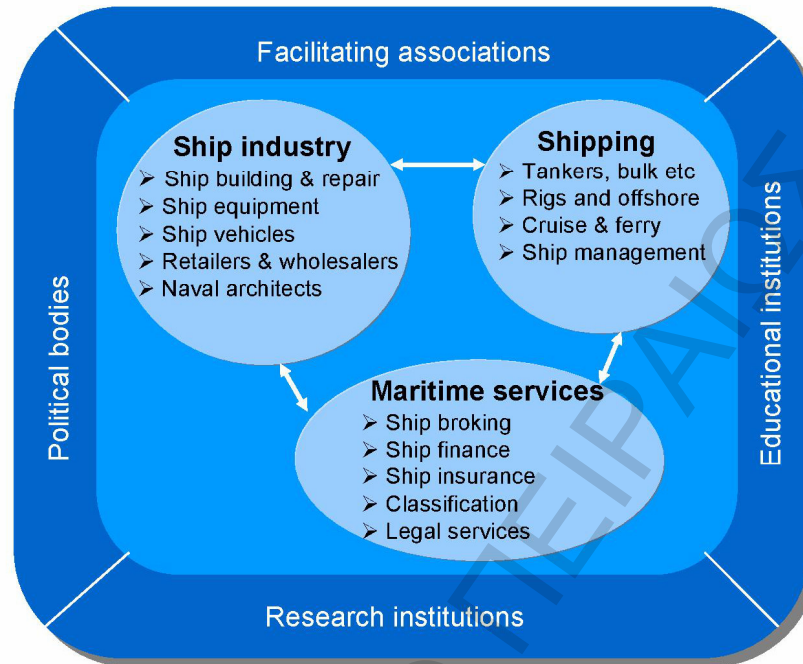 Facilitating associations
Ship industry
➢ Ship building & repair
➢ Ship equipment
➢ Ship vehicles
➢ Retailers & wholesalers
➢ Naval architects
Shipping
➢ Tankers, bulk etc
➢ Rigs and offshore
➢ Cruise & ferry
➢ Ship management
Political bodies
Educational institutions
Maritime services
➢ Ship broking
➢ Ship finance
➢ Ship insurance
➢ Classification
➢ Legal services
Research institutions
ΠΕΙΡΑΙΩΣ